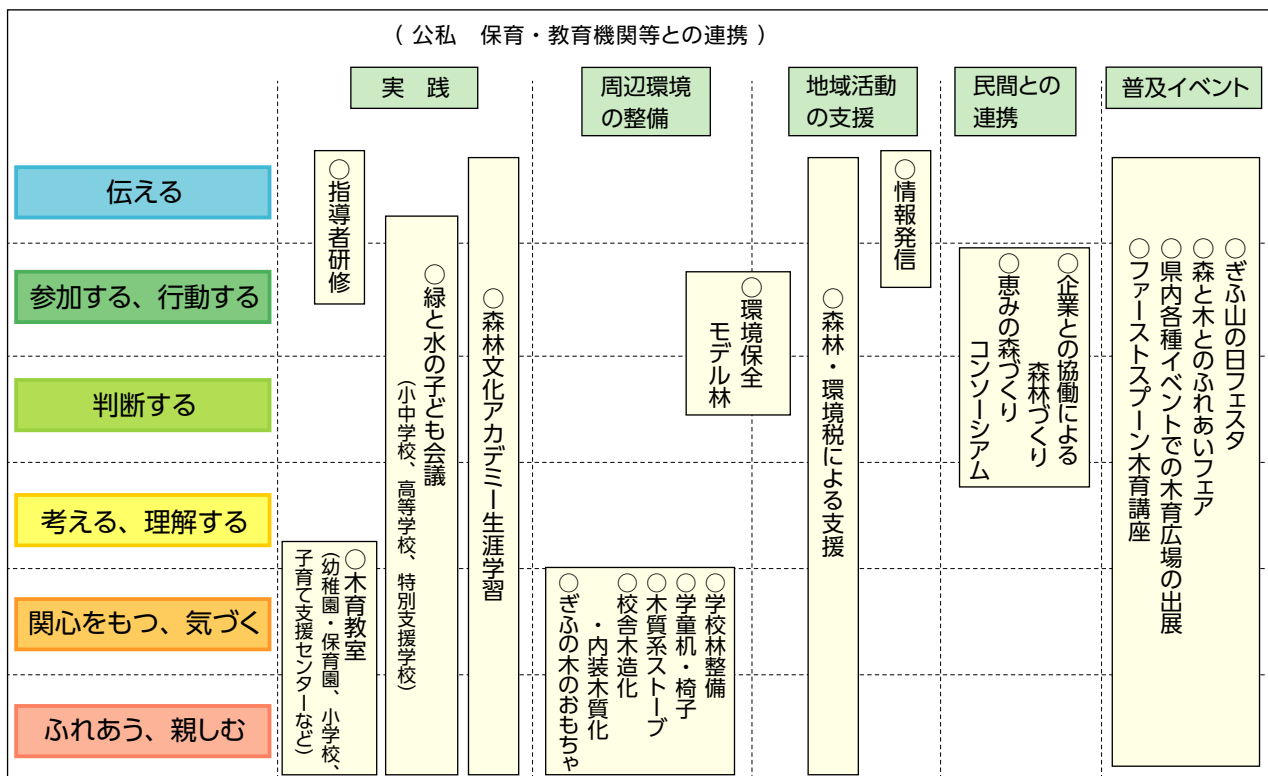 （ 公私　保育・教育機関等との連携 ）
実　践
周辺環境
の整備
地域活動
の支援
民間との
連携
普及イベント
伝える
参加する、行動する
判断する
考える、理解する
関心をもつ、気づく
ふれあう、親しむ
○指導者研修
○木育教室
（幼稚園・保育園、小学校、
子育て支援センターなど）
○緑と水の子ども会議
（小中学校、高等学校、特別支援学校）
○森林文化アカデミー生涯学習
○環境保全
モデル林
○学校林整備
○学童机・椅子
○木質系ストーブ
○校舎木造化
・内装木質化
○ぎふの木のおもちゃ
○森林・環境税による支援
○情報発信
○企業との協働による
森林づくり
○恵みの森づくり
コンソーシアム
○ぎふ山の日フェスタ
○森と木とのふれあいフェア
○県内各種イベントでの木育広場の出展
○ファーストスプーン木育講座